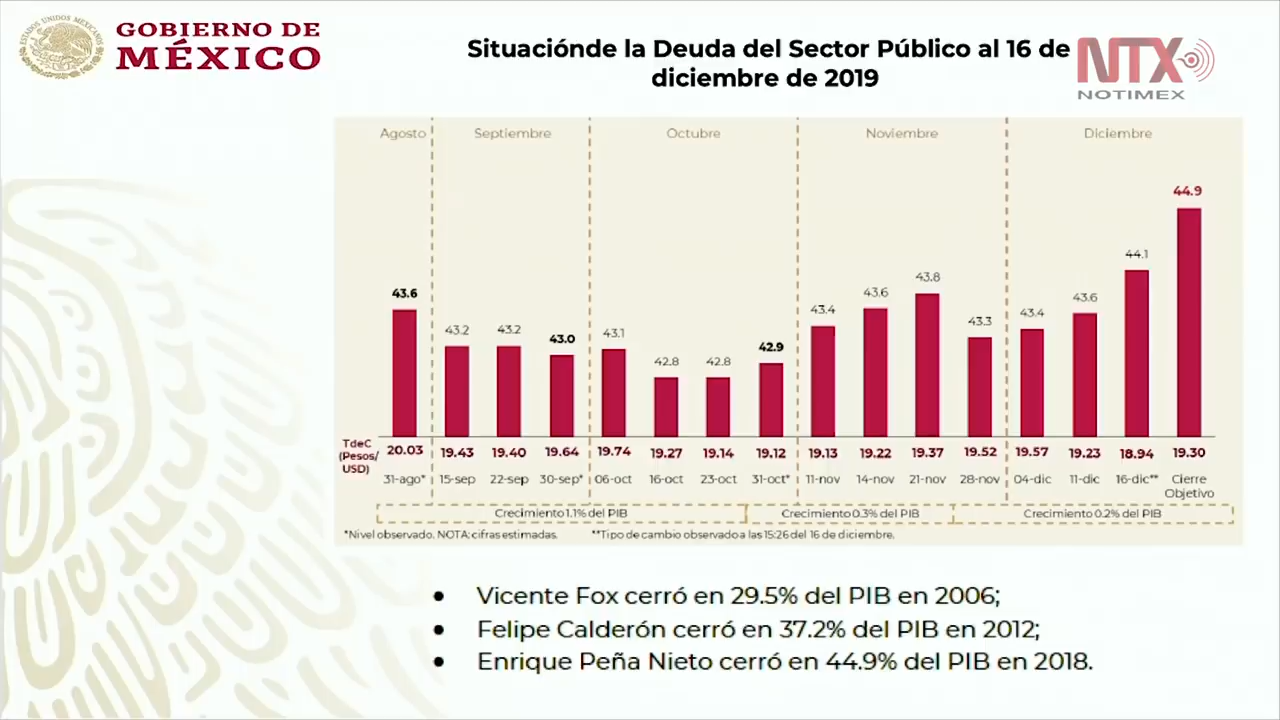 ESTADOS UNIDOS MEXICANOS
GOBIERNO DE
MÉXICO
Situaciónde la Deuda del Sector Público al 16 de
diciembre de 2019
NTX
NOTIMEX
Agosto Septiembre Octubre Noviembre Diciembre
43.6 43.2 43.2 43.0 43.1 42.8 42.8 42.9 43.4 43.6 43.8 43.3 43.4 43.6 44.1 44.9
TdeC
(Pesos/
USD)
20.03 19.43 19.40 19.64 19.74 19.27 19.14 19.12 19.13 19.22 19.37 19.52 19.57 19.23 18.94 19.30
31-ago* 15-sep 22-sep 30-sep* 06-oct 16-oct 23-oct 31-oct* 11-nov 14-nov 21-nov 28-nov 04-dic 11-dic 16-dic** Cierre
Objetivo
Crecimiento 1.1% del PIB Crecimiento 0.3% del PIB Crecimiento 0.2% del PIB
*Nivel observado. NOTA: cifras estimadas. **Tipo de cambio observado a las 15:26 del 16 de diciembre.
• Vicente Fox cerró en 29.5% del PIB en 2006;
• Felipe Calderón cerró en 37.2% del PIB en 2012;
• Enrique Peña Nieto cerró en 44.9% del PIB en 2018.